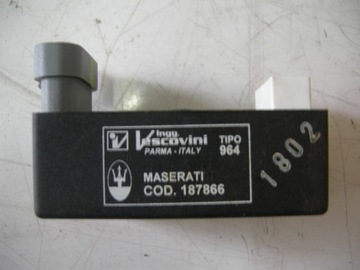 Ingg. Vescovini
PARMA - ITALY
TIPO
964
MASERATI
COD. 187866
1802